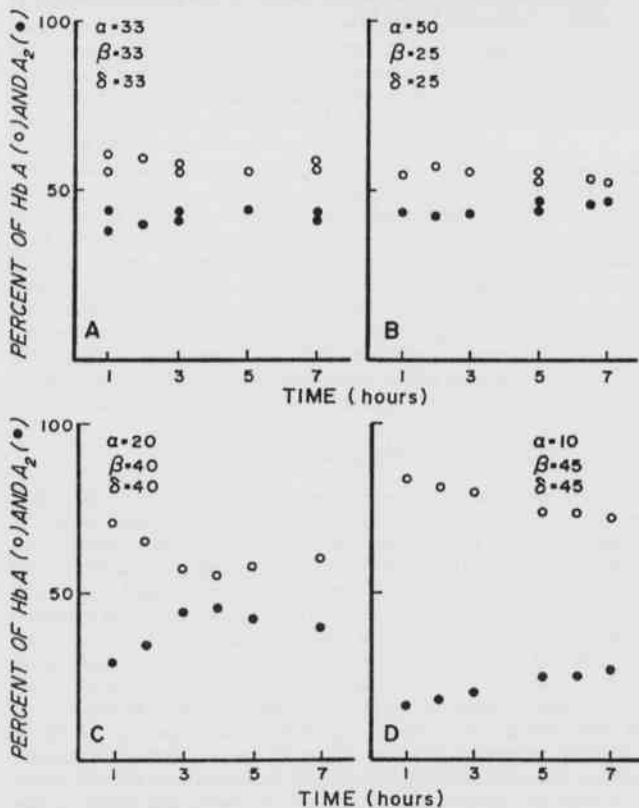 PERCENT OF HbA (○) AND A₂ (●)
100
50
α=33
β=33
δ=33
A
1 3 5 7
α=50
β=25
δ=25
B
1 3 5 7
TIME (hours)
PERCENT OF HbA (○) AND A₂ (●)
100
50
α=20
β=40
δ=40
C
1 3 5 7
α=10
β=45
δ=45
D
1 3 5 7
TIME (hours)